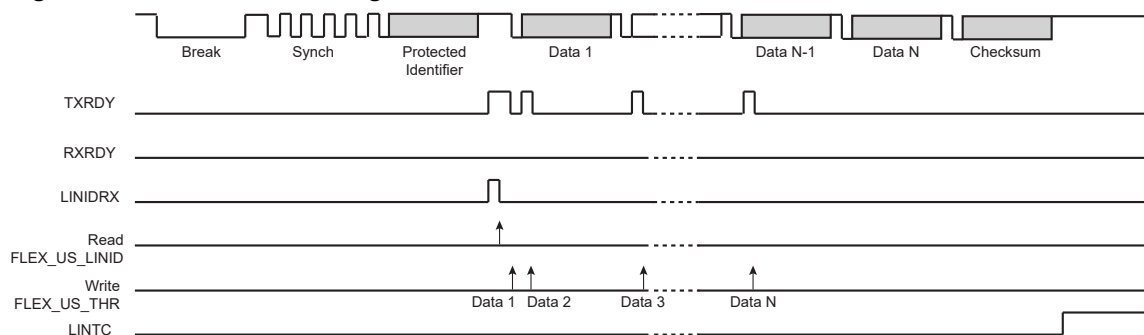 Break
Synch
Protected
Identifier
Data 1
Data N-1
Data N
Checksum
TXRDY
RXRDY
LINIDRX
Read
FLEX_US_LINID
Write
FLEX_US_THR
Data 1
Data 2
Data 3
Data N
LINTC